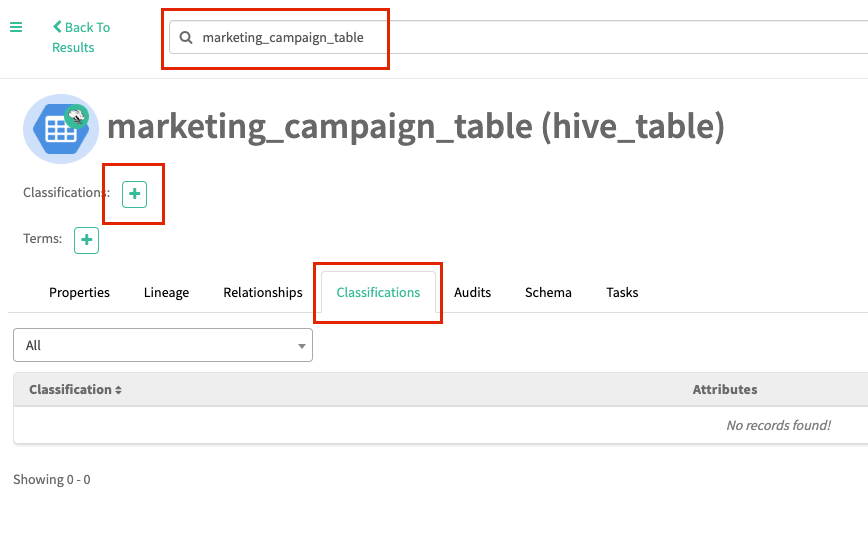 Back To
Results
marketing_campaign_table
marketing_campaign_table (hive_table)
Classifications:
Terms:
Properties Lineage Relationships Classifications Audits Schema Tasks
All
Classification Attributes
No records found!
Showing 0 - 0